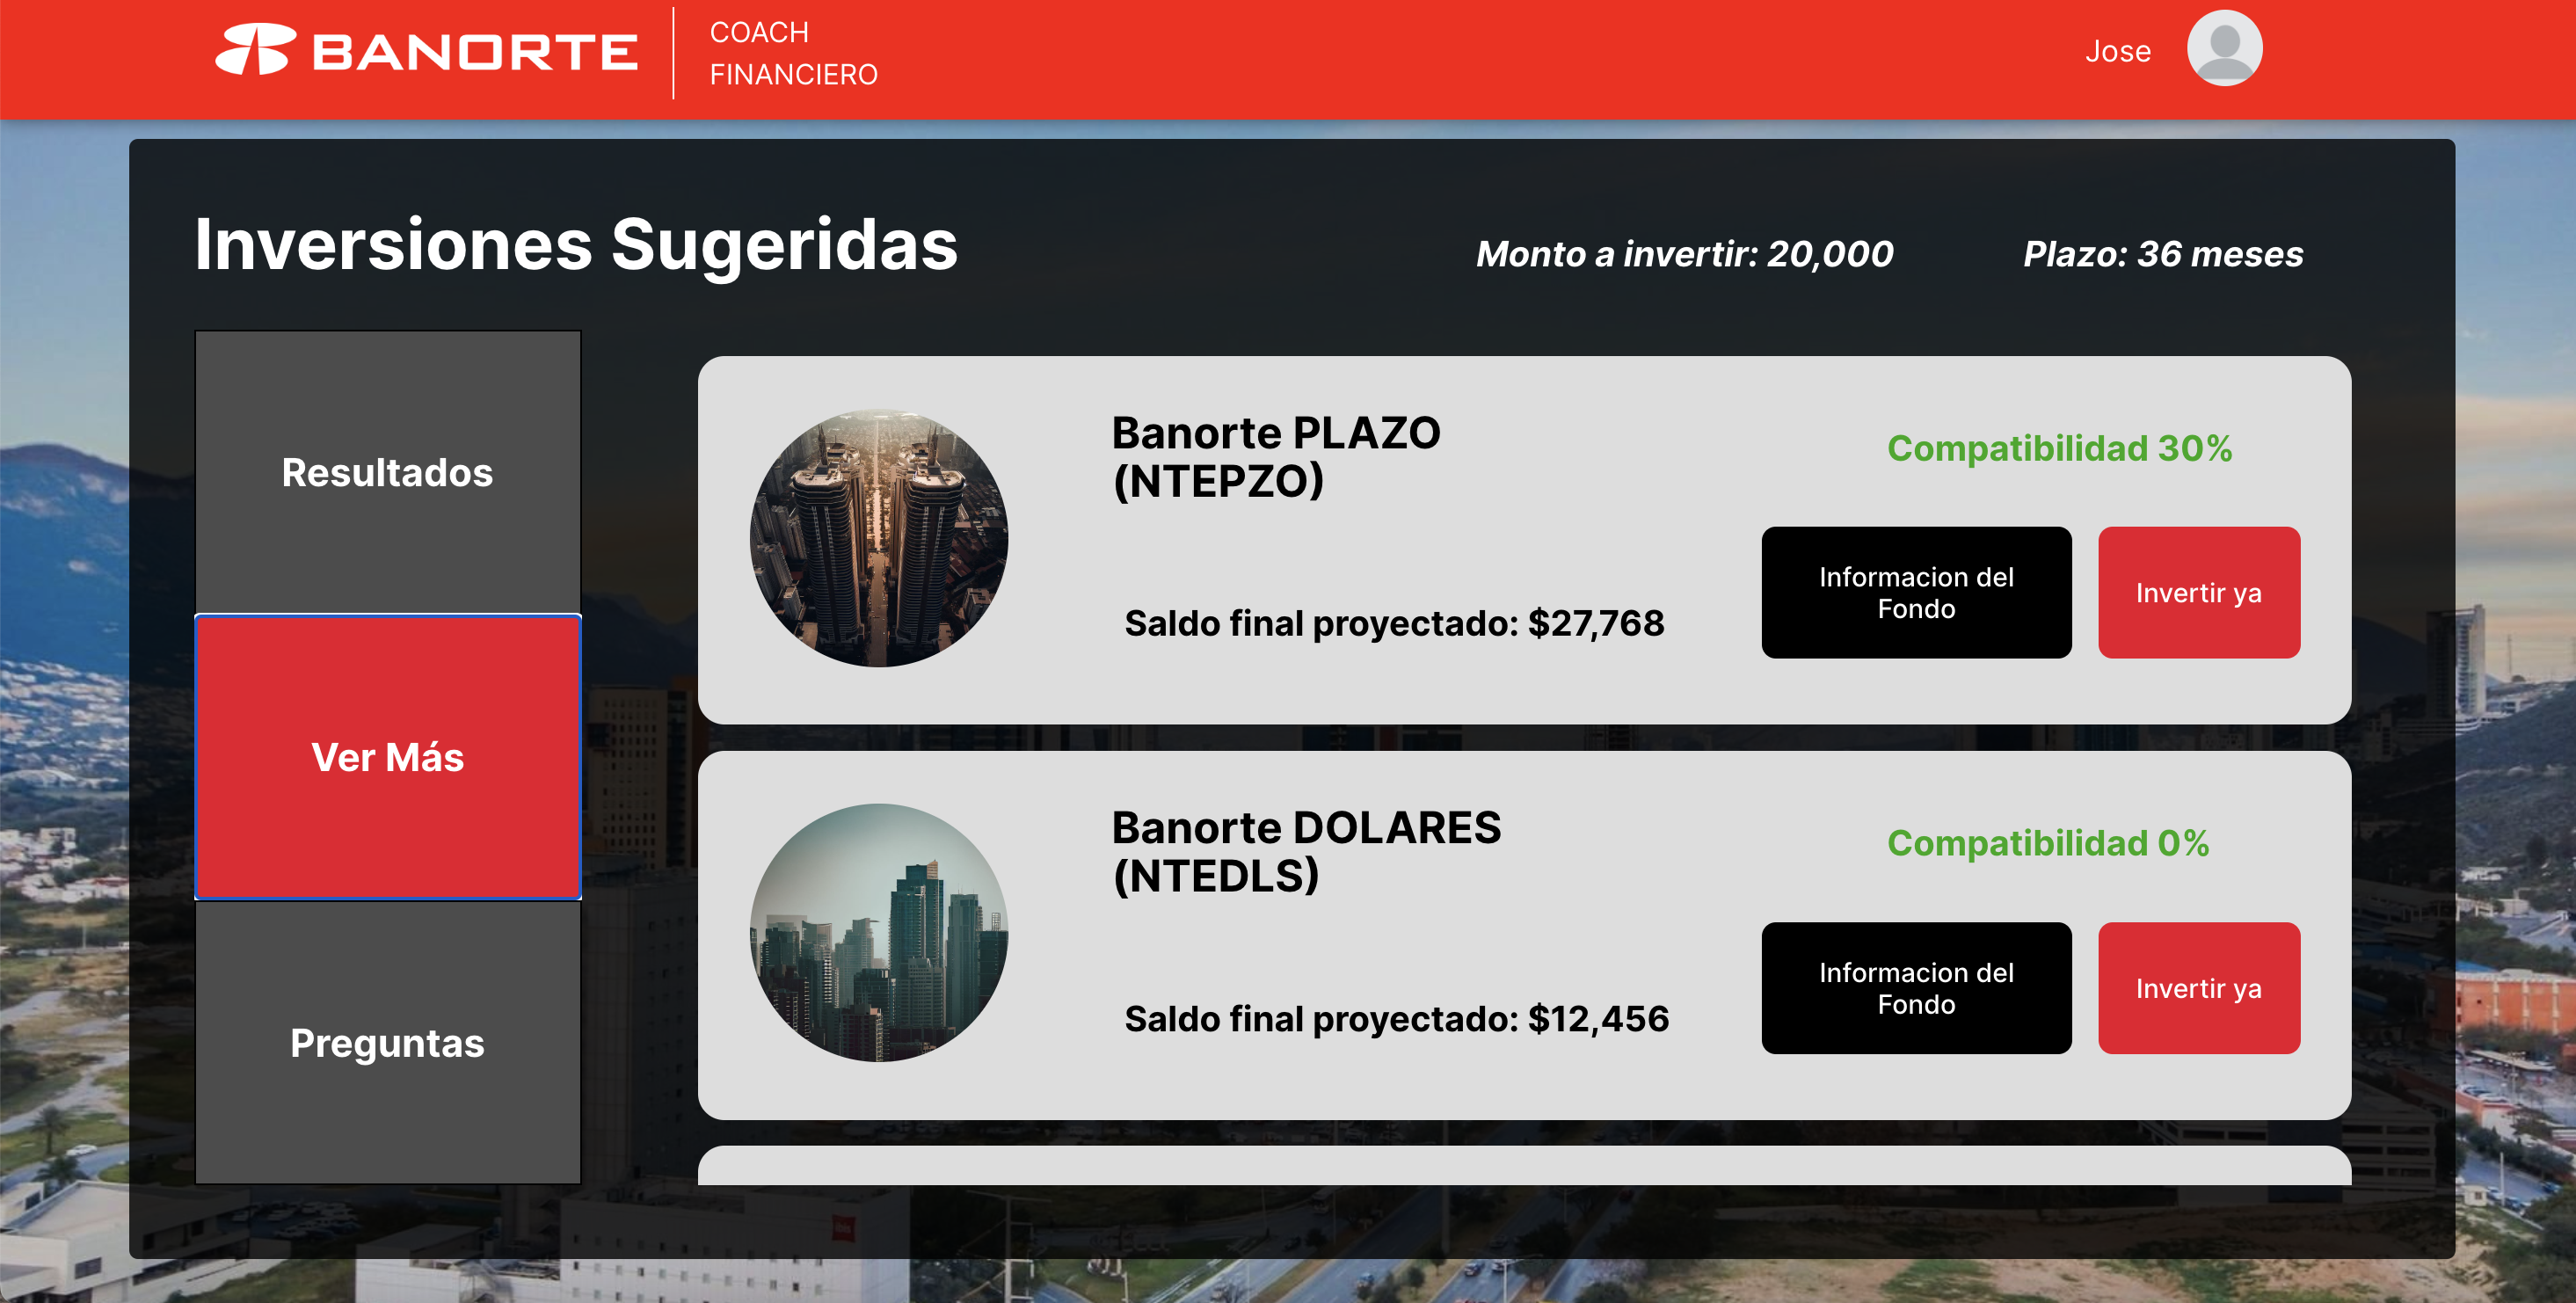 BANORTE
COACH
FINANCIERO
Jose
Inversiones Sugeridas
Monto a invertir: 20,000
Plazo: 36 meses
Resultados
Ver Más
Preguntas
Banorte PLAZO
(NTEPZO)
Saldo final proyectado: $27,768
Compatibilidad 30%
Informacion del
Fondo
Invertir ya
Banorte DOLARES
(NTEDLS)
Saldo final proyectado: $12,456
Compatibilidad 0%
Informacion del
Fondo
Invertir ya
ibis